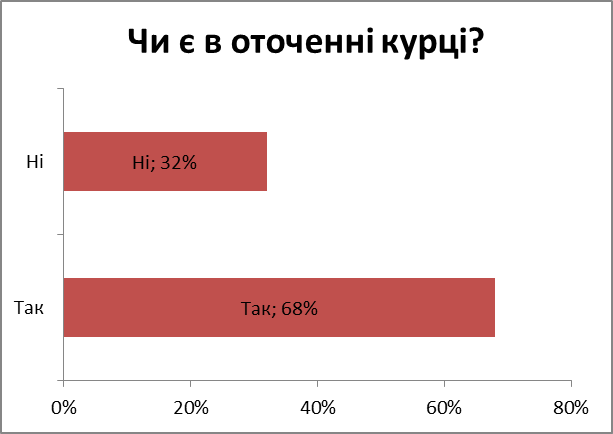 Чи є в оточенні курці?
Ні
Ні; 32%
Так
Так; 68%
0% 20% 40% 60% 80%